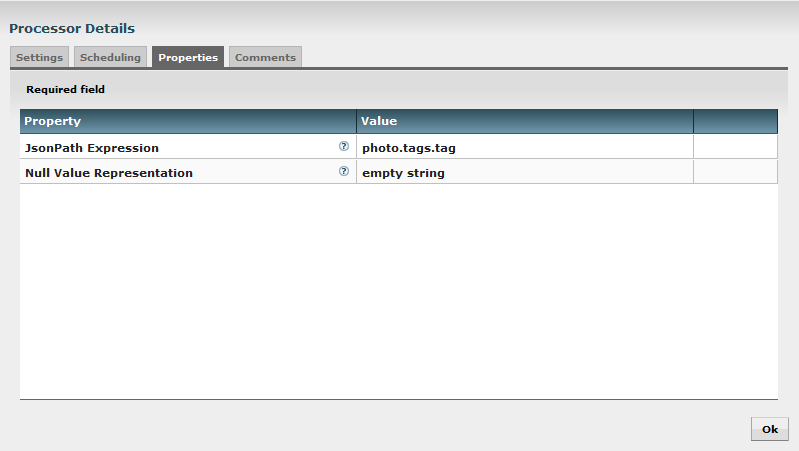 Processor Details
Settings Scheduling Properties Comments
Required field
Property Value
JsonPath Expression ? photo.tags.tag
Null Value Representation ? empty string
Ok